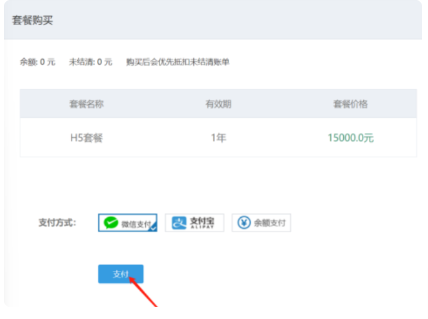 套餐购买
余额: 0 元 未结清: 0 元 购买后会优先抵扣未结清账单
套餐名称 有效期 套餐价格
H5套餐 1年 15000.0元
支付方式: 微信支付 支付宝 ALIPAY 余额支付
支付